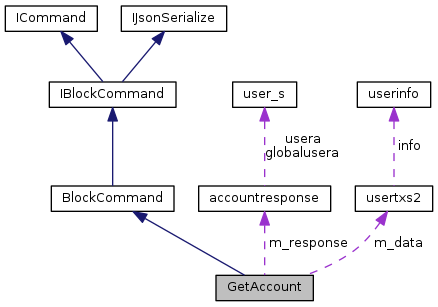 ICommand
IJsonSerialize
IBlockCommand
user_s
userinfo
usera
globalusera
info
BlockCommand
accountresponse
usertxs2
m_response
m_data
GetAccount